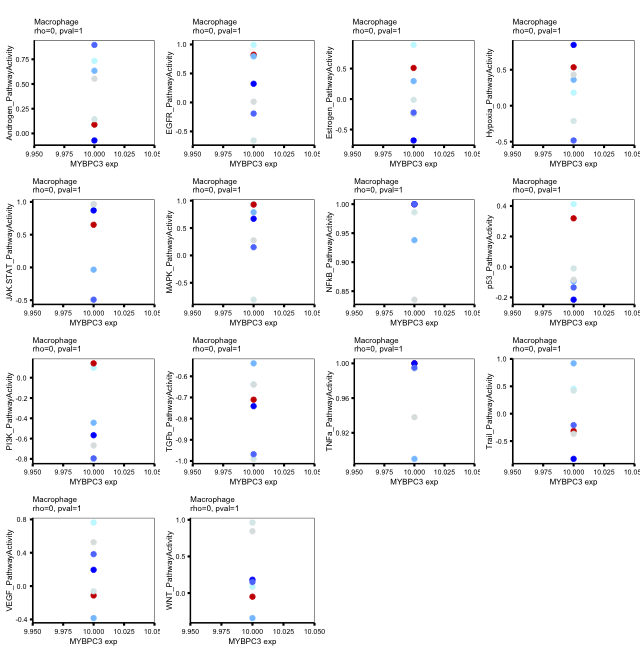 Macrophage
rho=0, pval=1
Androgen_PathwayActivity
0.75
0.50
0.25
0.00
9.950 9.975 10.000 10.025 10.05
MYBPC3 exp
Macrophage
rho=0, pval=1
EGFR_PathwayActivity
1.0
0.5
0.0
-0.5
9.950 9.975 10.000 10.025 10.05
MYBPC3 exp
Macrophage
rho=0, pval=1
Estrogen_PathwayActivity
0.5
0.0
-0.5
9.950 9.975 10.000 10.025 10.05
MYBPC3 exp
Macrophage
rho=0, pval=1
Hypoxia_PathwayActivity
0.5
0.0
-0.5
9.950 9.975 10.000 10.025 10.05
MYBPC3 exp
Macrophage
rho=0, pval=1
JAK.STAT_PathwayActivity
1.0
0.5
0.0
-0.5
9.950 9.975 10.000 10.025 10.05
MYBPC3 exp
Macrophage
rho=0, pval=1
MAPK_PathwayActivity
1.0
0.5
0.0
-0.5
9.950 9.975 10.000 10.025 10.05
MYBPC3 exp
Macrophage
rho=0, pval=1
NFkB_PathwayActivity
1.00
0.95
0.90
0.85
9.950 9.975 10.000 10.025 10.05
MYBPC3 exp
Macrophage
rho=0, pval=1
p53_PathwayActivity
0.4
0.2
0.0
-0.2
9.950 9.975 10.000 10.025 10.05
MYBPC3 exp
Macrophage
rho=0, pval=1
PI3K_PathwayActivity
0.0
-0.2
-0.4
-0.6
-0.8
9.950 9.975 10.000 10.025 10.05
MYBPC3 exp
Macrophage
rho=0, pval=1
TGFb_PathwayActivity
-0.6
-0.7
-0.8
-0.9
-1.0
9.950 9.975 10.000 10.025 10.05
MYBPC3 exp
Macrophage
rho=0, pval=1
TNFa_PathwayActivity
1.00
0.96
0.92
9.950 9.975 10.000 10.025 10.05
MYBPC3 exp
Macrophage
rho=0, pval=1
Trail_PathwayActivity
1.0
0.5
0.0
-0.5
9.950 9.975 10.000 10.025 10.05
MYBPC3 exp
Macrophage
rho=0, pval=1
VEGF_PathwayActivity
0.8
0.4
0.0
-0.4
9.950 9.975 10.000 10.025 10.05
MYBPC3 exp
Macrophage
rho=0, pval=1
WNT_PathwayActivity
1.0
0.5
0.0
9.950 9.975 10.000 10.025 10.050
MYBPC3 exp